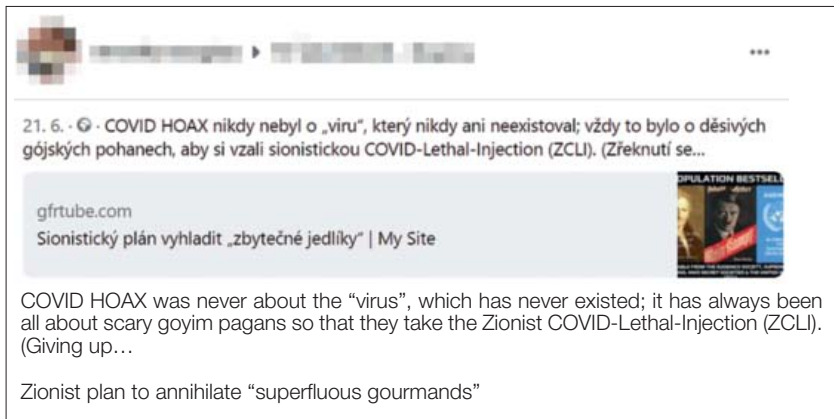 21. 6. · COVID HOAX nikdy nebyl o „viru“, který nikdy ani neexistoval; vždy to bylo o děsivých
gójských pohanech, aby si vzali sionistickou COVID-Lethal-Injection (ZCLI). (Zřeknutí se...
gfrtube.com
Sionistický plán vyhladit „zbytečné jedlíky“ | My Site
OPULATION BESTSELL
COVID HOAX was never about the “virus”, which has never existed; it has always been
all about scary goyim pagans so that they take the Zionist COVID-Lethal-Injection (ZCLI).
(Giving up…
Zionist plan to annihilate “superfluous gourmands”